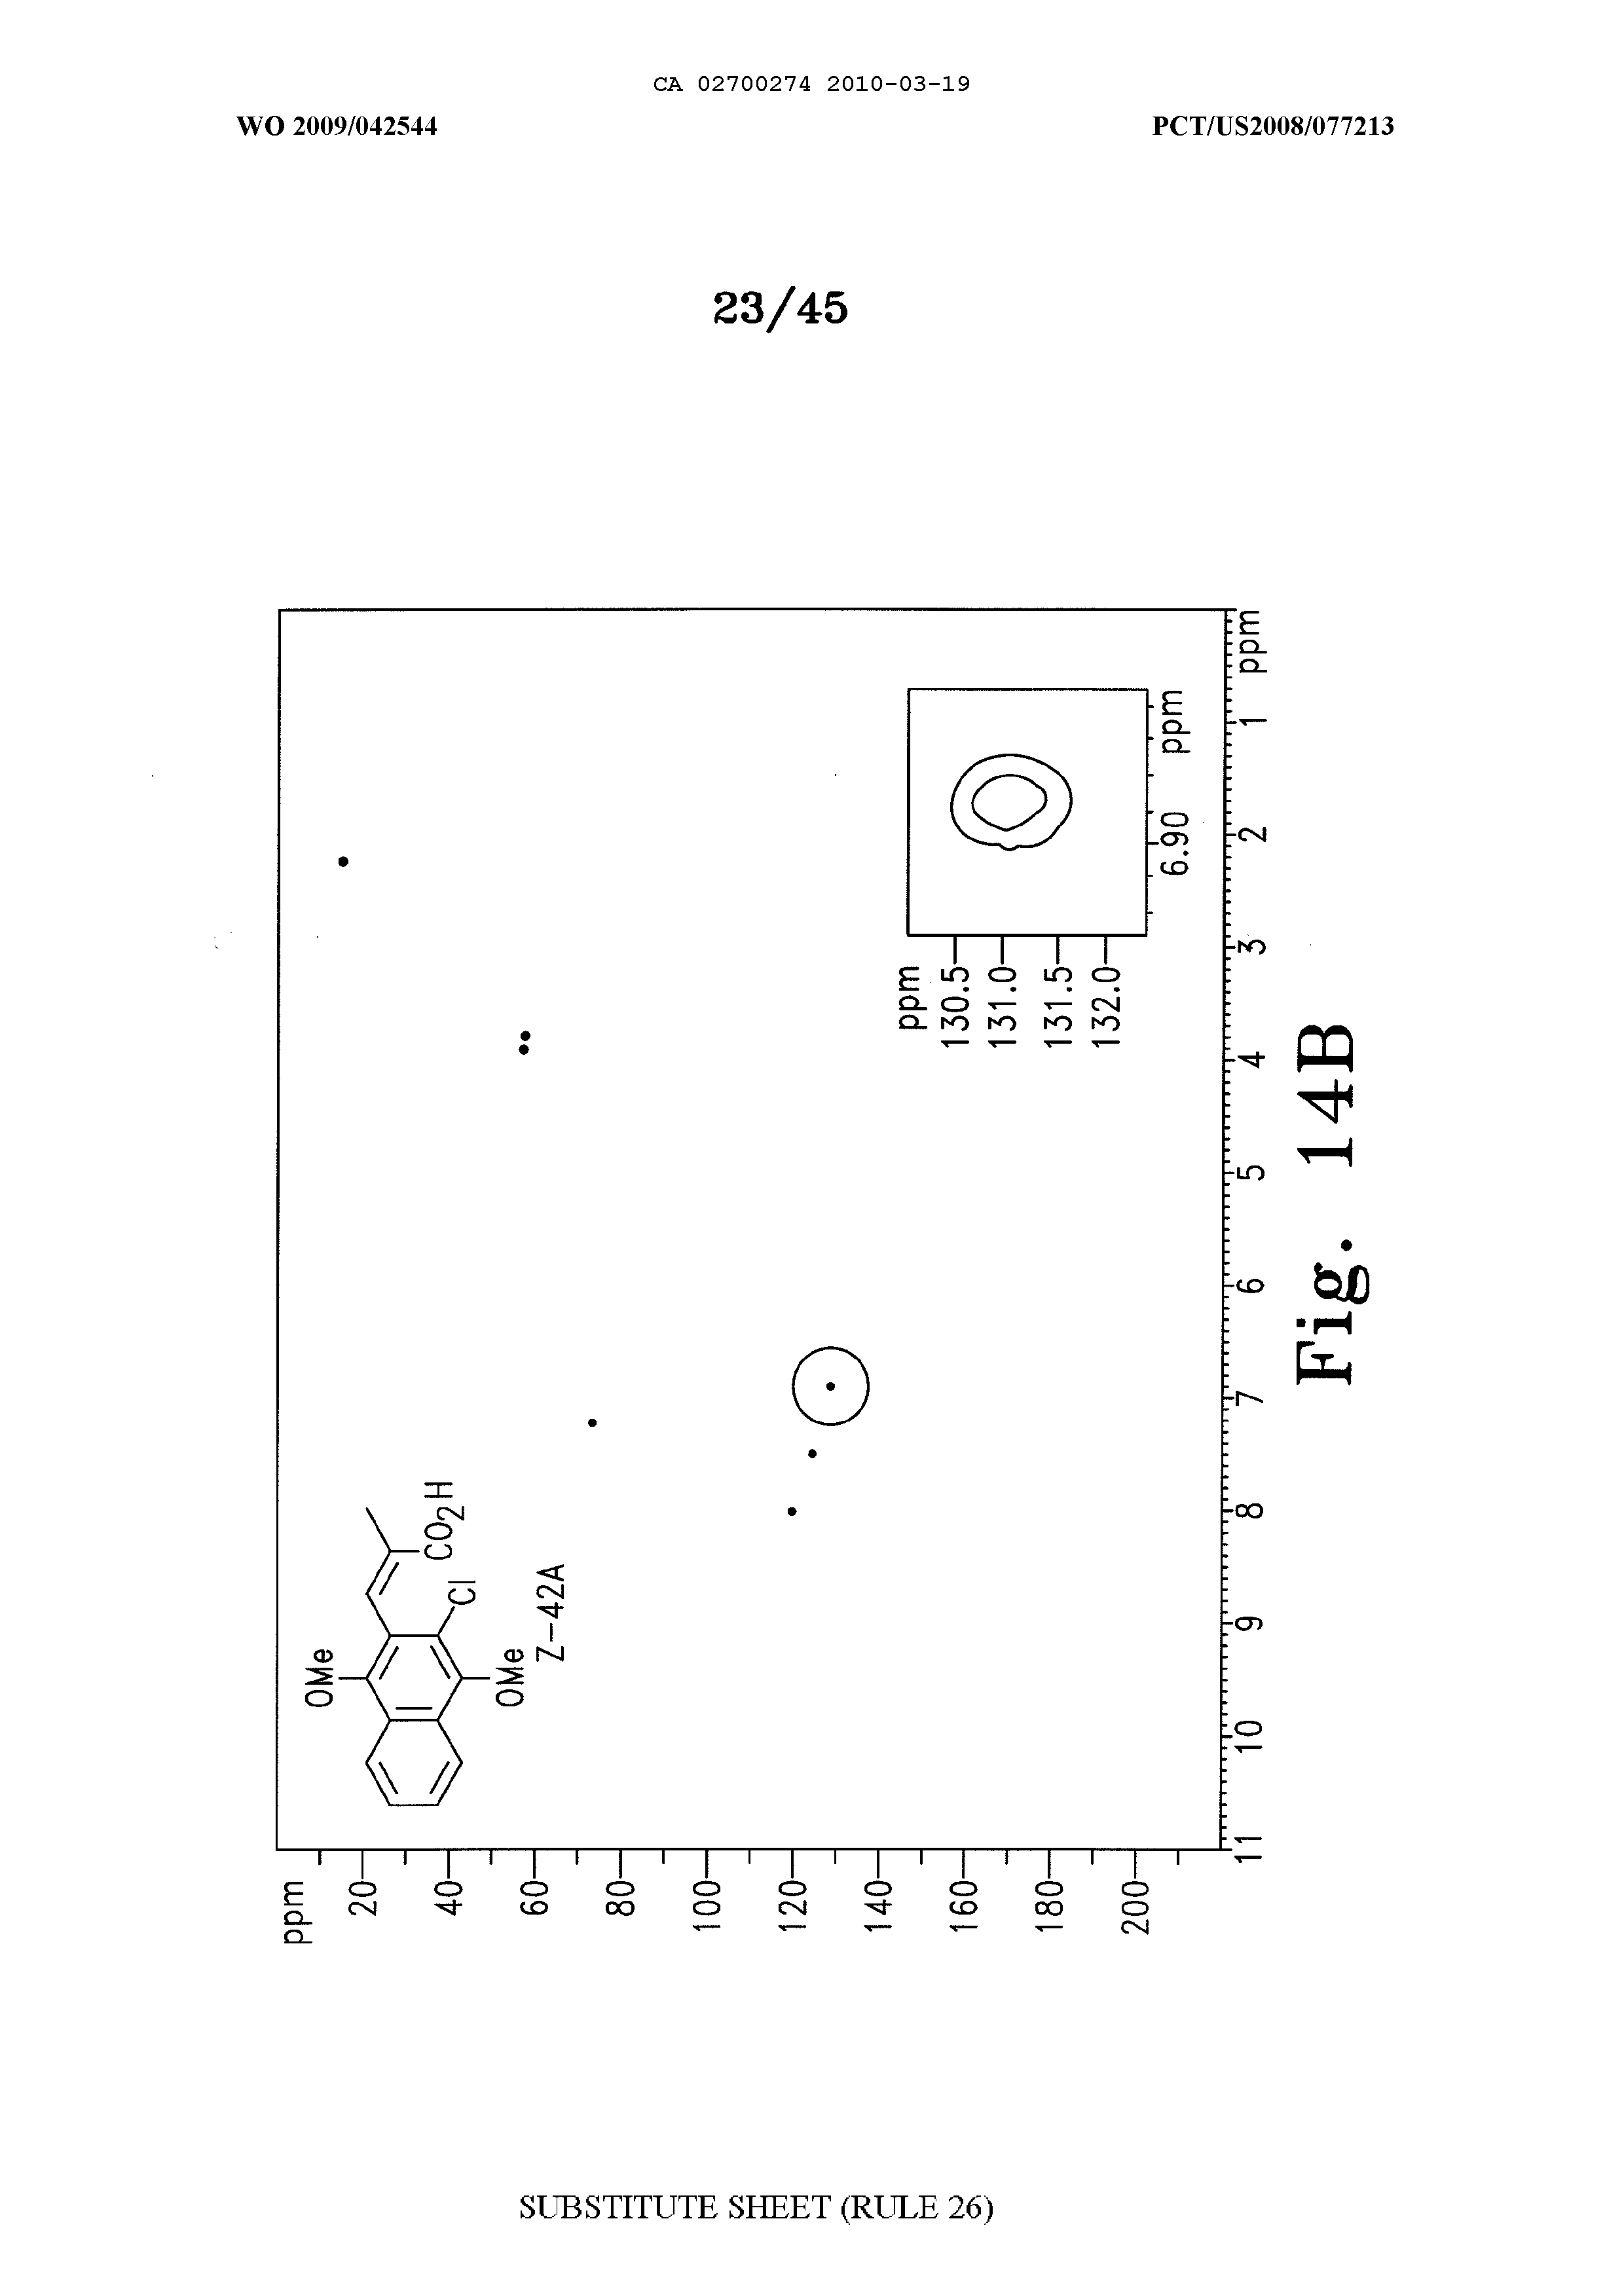 CA 02700274 2010-03-19
WO 2009/042544
PCT/US2008/077213
23/45
OMe
CO2H
Cl
OMe
Z-42A
ppm
20
40
60
80
100
120
140
160
180
200
ppm
130.5
131.0
131.5
132.0
6.90 ppm
11 10 9 8 7 6 5 4 3 2 1 ppm
Fig. 14B
SUBSTITUTE SHEET (RULE 26)